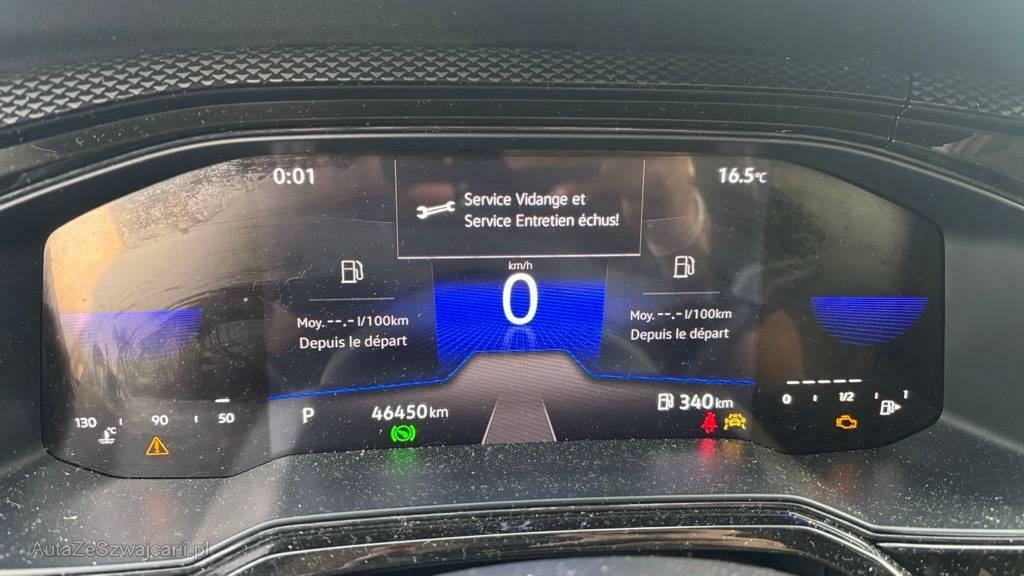 0:01
16.5°C
Service Vidange et
Service Entretien échus!
km/h
0
Moy. --.- l/100km
Depuis le départ
Moy. --.- l/100km
Depuis le départ
130 90 50
°C
P
46450 km
340 km
0 1/2 1
AutaZeSzwajcarii.pl